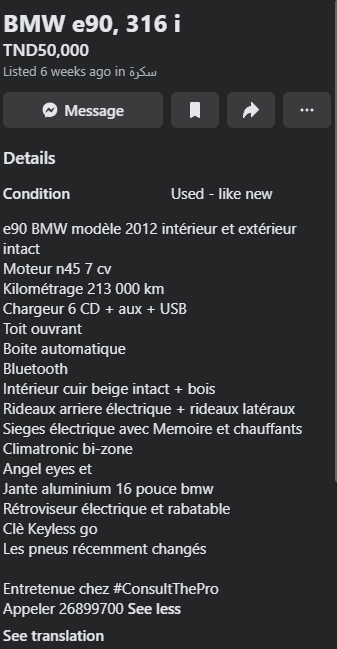 BMW e90, 316 i
TND50,000
Listed 6 weeks ago in سكرة
Message
Details
Condition Used - like new
e90 BMW modèle 2012 intérieur et extérieur
intact
Moteur n45 7 cv
Kilométrage 213 000 km
Chargeur 6 CD + aux + USB
Toit ouvrant
Boite automatique
Bluetooth
Intérieur cuir beige intact + bois
Rideaux arriere électrique + rideaux latéraux
Sieges électrique avec Memoire et chauffants
Climatronic bi-zone
Angel eyes et
Jante aluminium 16 pouce bmw
Rétroviseur électrique et rabatable
Clè Keyless go
Les pneus récemment changés
Entretenue chez #ConsultThePro
Appeler 26899700 See less
See translation